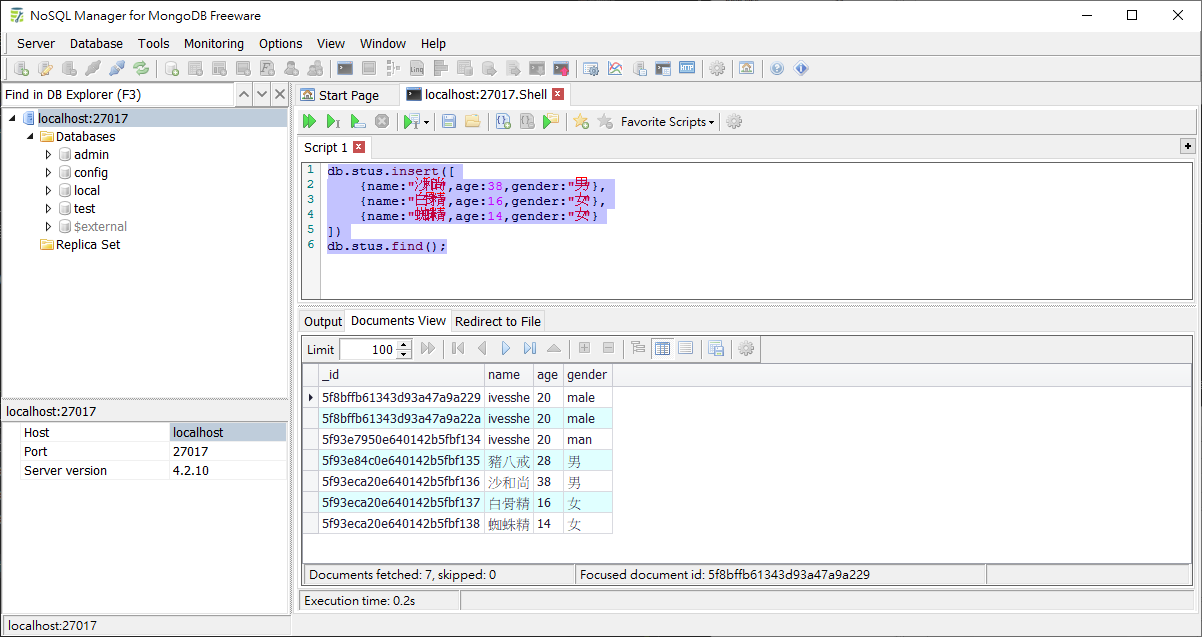 NoSQL Manager for MongoDB Freeware
Server Database Tools Monitoring Options View Window Help
Find in DB Explorer (F3)
localhost:27017
Databases
admin
config
local
test
$external
Replica Set
localhost:27017
Host localhost
Port 27017
Server version 4.2.10
localhost:27017
Start Page localhost:27017.Shell
Favorite Scripts
Script 1
1 db.stus.insert([
2 {name:"沙和尚",age:38,gender:"男"},
3 {name:"白骨精",age:16,gender:"女"},
4 {name:"蜘蛛精",age:14,gender:"女"}
5 ])
6 db.stus.find();
Output Documents View Redirect to File
Limit 100
_id name age gender
5f8bffb61343d93a47a9a229 ivesshe 20 male
5f8bffb61343d93a47a9a22a ivesshe 20 male
5f93e7950e640142b5fbf134 ivesshe 20 man
5f93e84c0e640142b5fbf135 豬八戒 28 男
5f93eca20e640142b5fbf136 沙和尚 38 男
5f93eca20e640142b5fbf137 白骨精 16 女
5f93eca20e640142b5fbf138 蜘蛛精 14 女
Documents fetched: 7, skipped: 0 Focused document id: 5f8bffb61343d93a47a9a229
Execution time: 0.2s